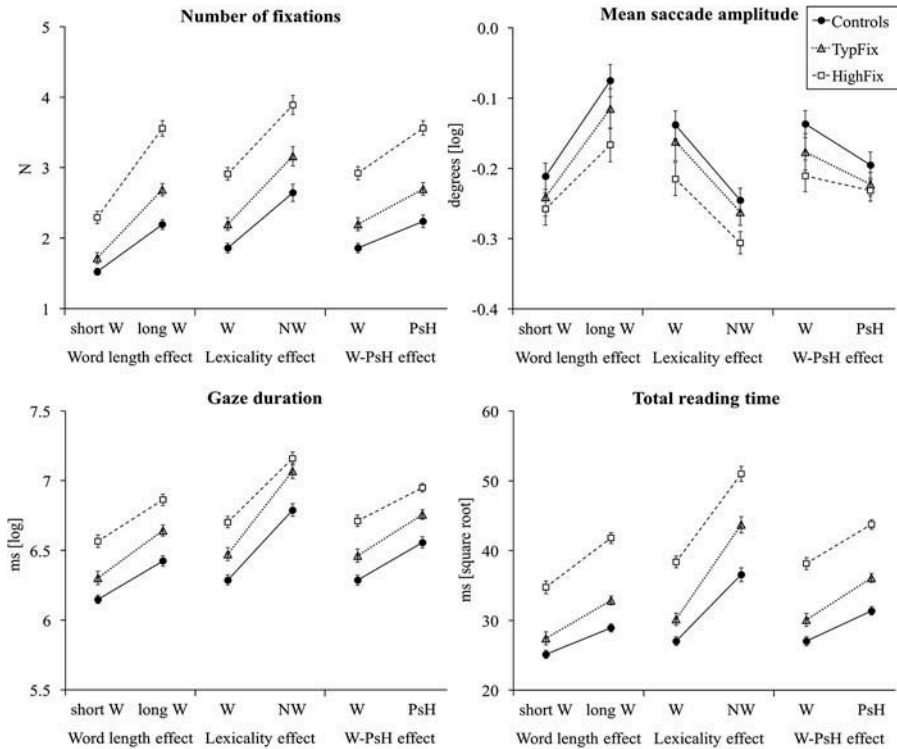 Number of fixations
5
4
3
2
1
N
short W long W W NW W PsH
Word length effect Lexicality effect W-PsH effect
Mean saccade amplitude
0.0
-0.1
-0.2
-0.3
-0.4
degrees [log]
Controls
TypFix
HighFix
short W long W W NW W PsH
Word length effect Lexicality effect W-PsH effect
Gaze duration
7.5
7
6.5
6
5.5
ms [log]
short W long W W NW W PsH
Word length effect Lexicality effect W-PsH effect
Total reading time
60
50
40
30
20
ms [square root]
short W long W W NW W PsH
Word length effect Lexicality effect W-PsH effect